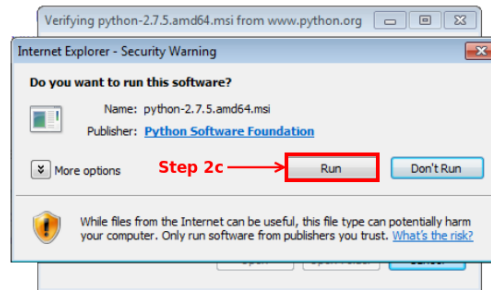 Verifying python-2.7.5.amd64.msi from www.python.org
Internet Explorer - Security Warning
Do you want to run this software?
Name: python-2.7.5.amd64.msi
Publisher: Python Software Foundation
More options
Step 2c
Run
Don't Run
While files from the Internet can be useful, this file type can potentially harm
your computer. Only run software from publishers you trust. What's the risk?